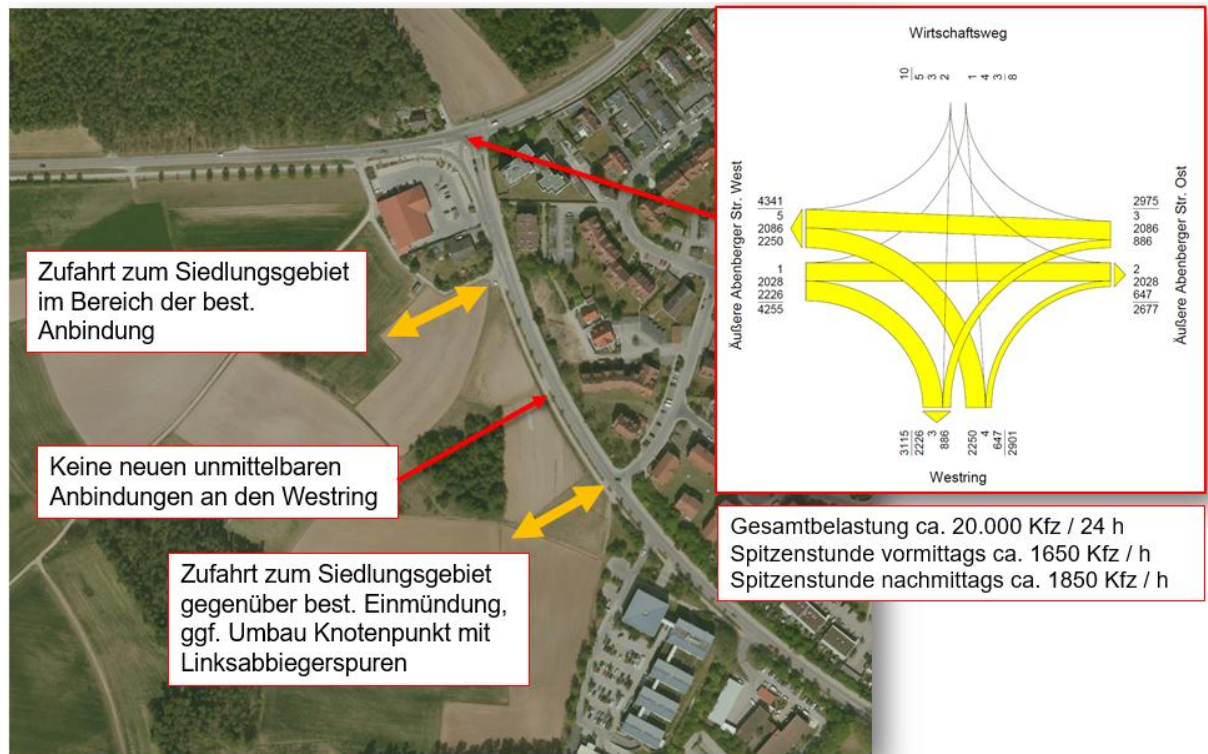 Wirtschaftsweg
10
5
3
2
1
4
3
8
Äußere Abenberger Str. West
4341
5
2086
2250
1
2028
2226
4255
2975
3
2086
886
2
2028
647
2677
Äußere Abenberger Str. Ost
3115
2226
3
886
2250
4
647
2901
Westring
Zufahrt zum Siedlungsgebiet
im Bereich der best.
Anbindung
Keine neuen unmittelbaren
Anbindungen an den Westring
Zufahrt zum Siedlungsgebiet
gegenüber best. Einmündung,
ggf. Umbau Knotenpunkt mit
Linksabbiegerspuren
Gesamtbelastung ca. 20.000 Kfz / 24 h
Spitzenstunde vormittags ca. 1650 Kfz / h
Spitzenstunde nachmittags ca. 1850 Kfz / h